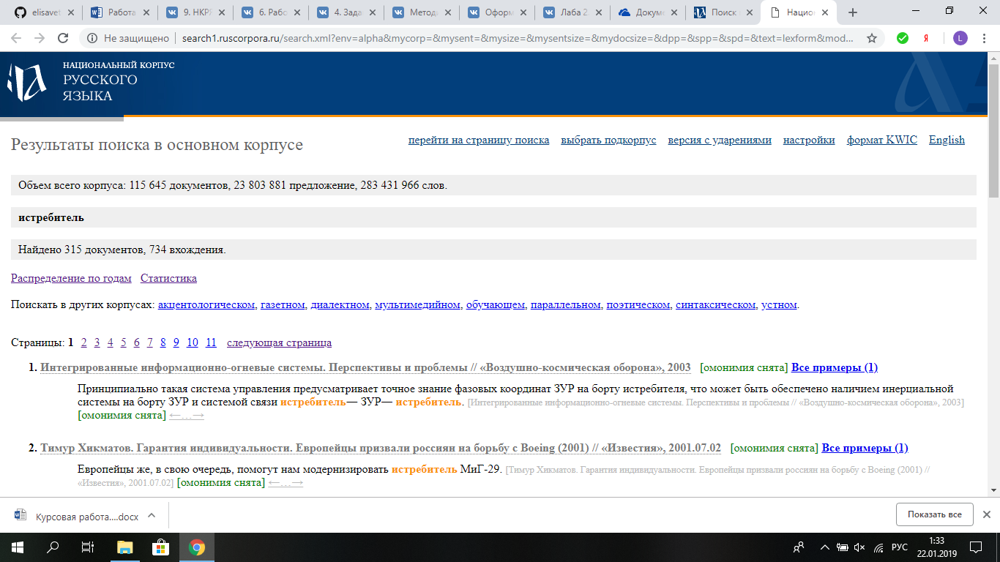 elisavet
Работа
9. НКРЯ
6. Рабо
4. Зада
Методи
Оформ
Лаба 2
Докуме
Поиск
Национ
Не защищено
search1.ruscorpora.ru/search.xml?env=alpha&mycorp=&mysent=&mysize=&mysentsize=&mydocsize=&dpp=&spp=&spd=&text=lexform&mod...
Я
L
НАЦИОНАЛЬНЫЙ КОРПУС
РУССКОГО
ЯЗЫКА
Результаты поиска в основном корпусе
перейти на страницу поиска выбрать подкорпус версия с ударениями настройки формат KWIC English
Объем всего корпуса: 115 645 документов, 23 803 881 предложение, 283 431 966 слов.
истребитель
Найдено 315 документов, 734 вхождения.
Распределение по годам Статистика
Поискать в других корпусах: акцентологическом, газетном, диалектном, мультимедийном, обучающем, параллельном, поэтическом, синтаксическом, устном.
Страницы: 1 2 3 4 5 6 7 8 9 10 11 следующая страница
1. Интегрированные информационно-огневые системы. Перспективы и проблемы // «Воздушно-космическая оборона», 2003 [омонимия снята] Все примеры (1)
Принципиально такая система управления предусматривает точное знание фазовых координат ЗУР на борту истребителя, что может быть обеспечено наличием инерциальной
системы на борту ЗУР и системой связи истребитель— ЗУР— истребитель. [Интегрированные информационно-огневые системы. Перспективы и проблемы // «Воздушно-космическая оборона», 2003]
[омонимия снята] ←…→
2. Тимур Хикматов. Гарантия индивидуальности. Европейцы призвали россиян на борьбу с Boeing (2001) // «Известия», 2001.07.02 [омонимия снята] Все примеры (1)
Европейцы же, в свою очередь, помогут нам модернизировать истребитель МиГ-29. [Тимур Хикматов. Гарантия индивидуальности. Европейцы призвали россиян на борьбу с Boeing (2001) //
«Известия», 2001.07.02] [омонимия снята] ←…→
Курсовая работа....docx
Показать все
РУС
1:33
22.01.2019